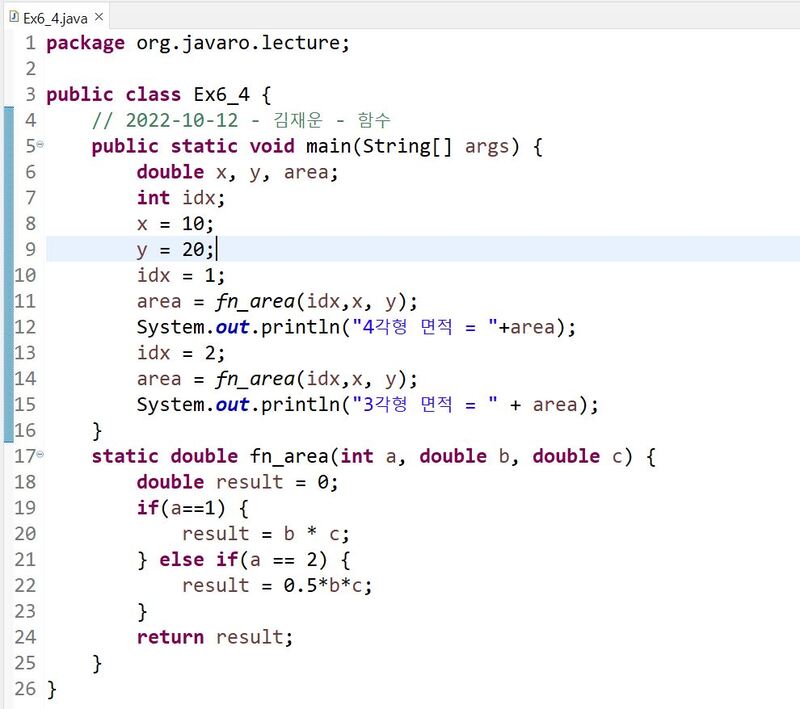 Ex6_4.java
1 package org.javaro.lecture;
2
3 public class Ex6_4 {
4     // 2022-10-12 - 김재운 - 함수
5     public static void main(String[] args) {
6         double x, y, area;
7         int idx;
8         x = 10;
9         y = 20;
10         idx = 1;
11         area = fn_area(idx,x, y);
12         System.out.println("4각형 면적 = "+area);
13         idx = 2;
14         area = fn_area(idx,x, y);
15         System.out.println("3각형 면적 = " + area);
16     }
17     static double fn_area(int a, double b, double c) {
18         double result = 0;
19         if(a==1) {
20             result = b * c;
21         } else if(a == 2) {
22             result = 0.5*b*c;
23         }
24         return result;
25     }
26 }